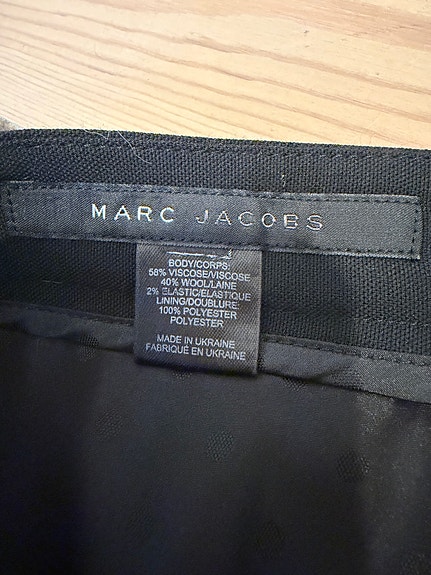 MARC JACOBS
BODY/CORPS:
58% VISCOSE/VISCOSE
40% WOOL/LAINE
2% ELASTIC/ELASTIQUE
LINING/DOUBLURE:
100% POLYESTER
POLYESTER
MADE IN UKRAINE
FABRIQUÉ EN UKRAINE